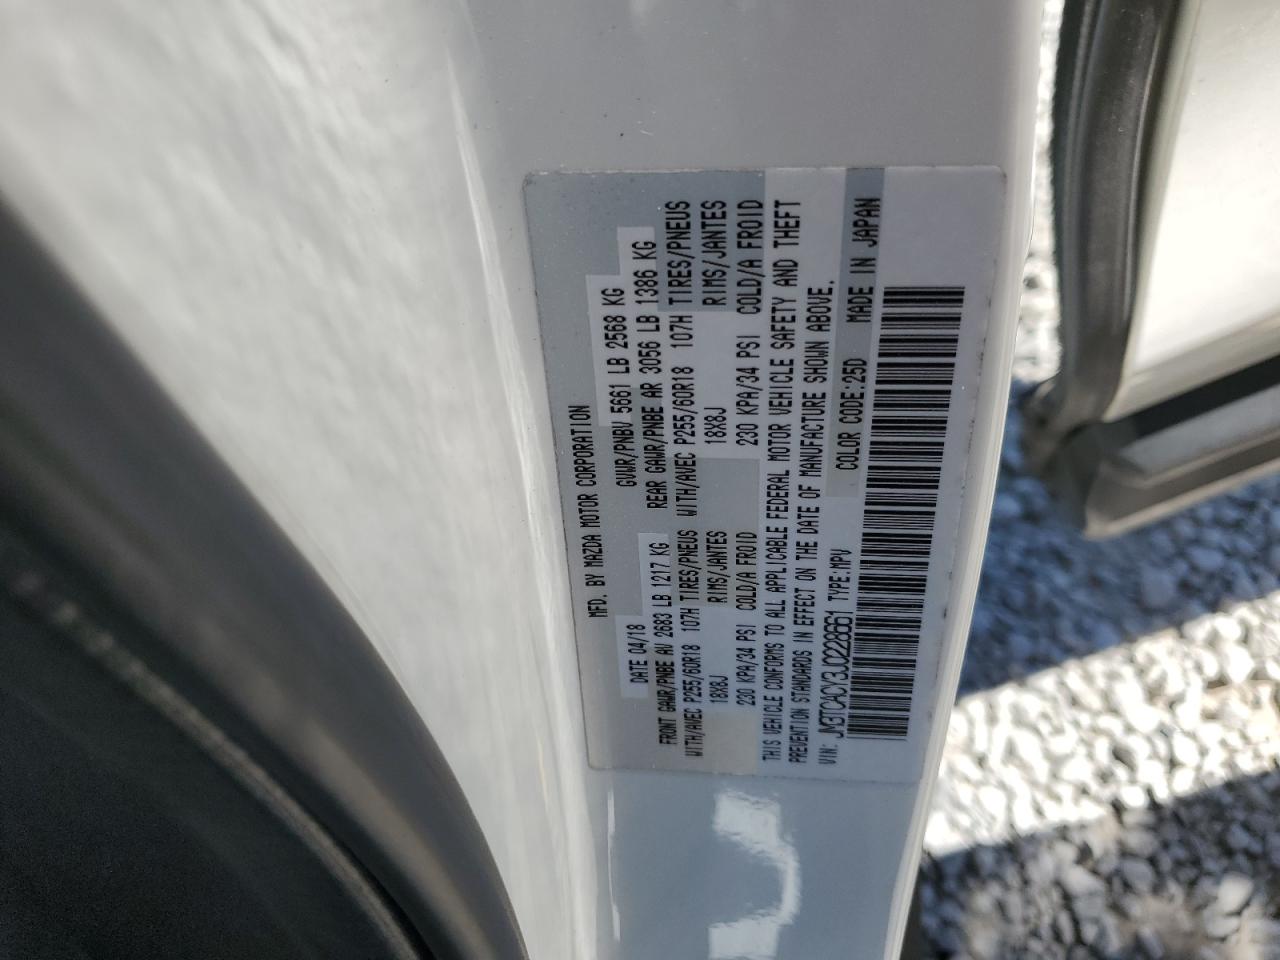 MFD. BY MAZDA MOTOR CORPORATION
DATE 04/18 GVWR/PNBV 5661 LB 2568 KG
FRONT GAWR/PNBE AV 2683 LB 1217 KG REAR GAWR/PNBE AR 3056 LB 1386 KG
WITH/AVEC P255/60R18 107H TIRES/PNEUS WITH/AVEC P255/60R18 107H TIRES/PNEUS
18X8J RIMS/JANTES 18X8J RIMS/JANTES
230 KPA/34 PSI COLD/A FROID 230 KPA/34 PSI COLD/A FROID
THIS VEHICLE CONFORMS TO ALL APPLICABLE FEDERAL MOTOR VEHICLE SAFETY AND THEFT
PREVENTION STANDARDS IN EFFECT ON THE DATE OF MANUFACTURE SHOWN ABOVE.
VIN: JM3TCACY3J0228661 TYPE:MPV COLOR CODE:25D MADE IN JAPAN